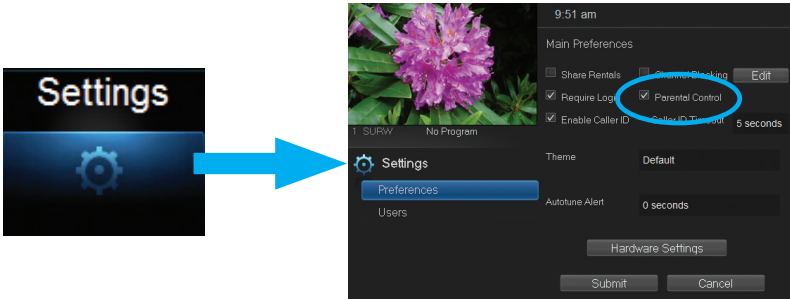 Settings
9:51 am
Main Preferences
Share Rentals Channel Blocking Edit
Require Login Parental Control
1 SURW No Program
Enable Caller ID Caller ID Timeout 5 seconds
Settings
Theme Default
Preferences
Users
Autotune Alert 0 seconds
Hardware Settings
Submit Cancel